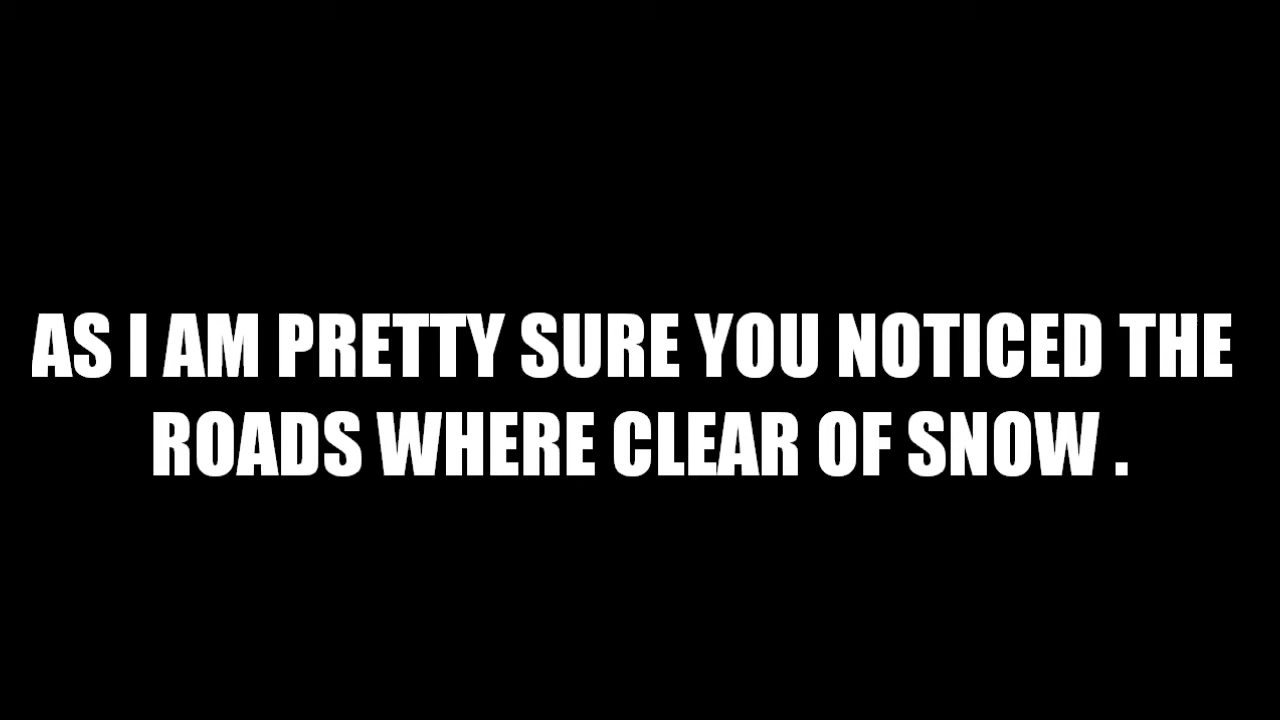 AS I AM PRETTY SURE YOU NOTICED THE
ROADS WHERE CLEAR OF SNOW .